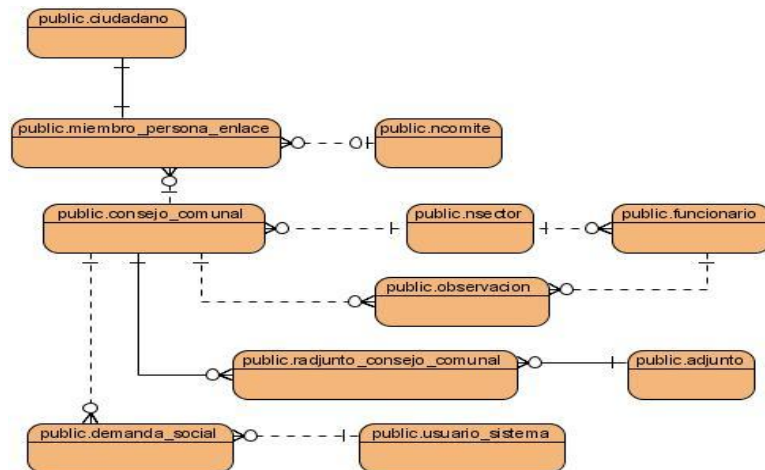 public.ciudadano
public.miembro_persona_enlace
public.ncomite
public.consejo_comunal
public.nsector
public.funcionario
public.observacion
public.radjunto_consejo_comunal
public.adjunto
public.demanda_social
public.usuario_sistema